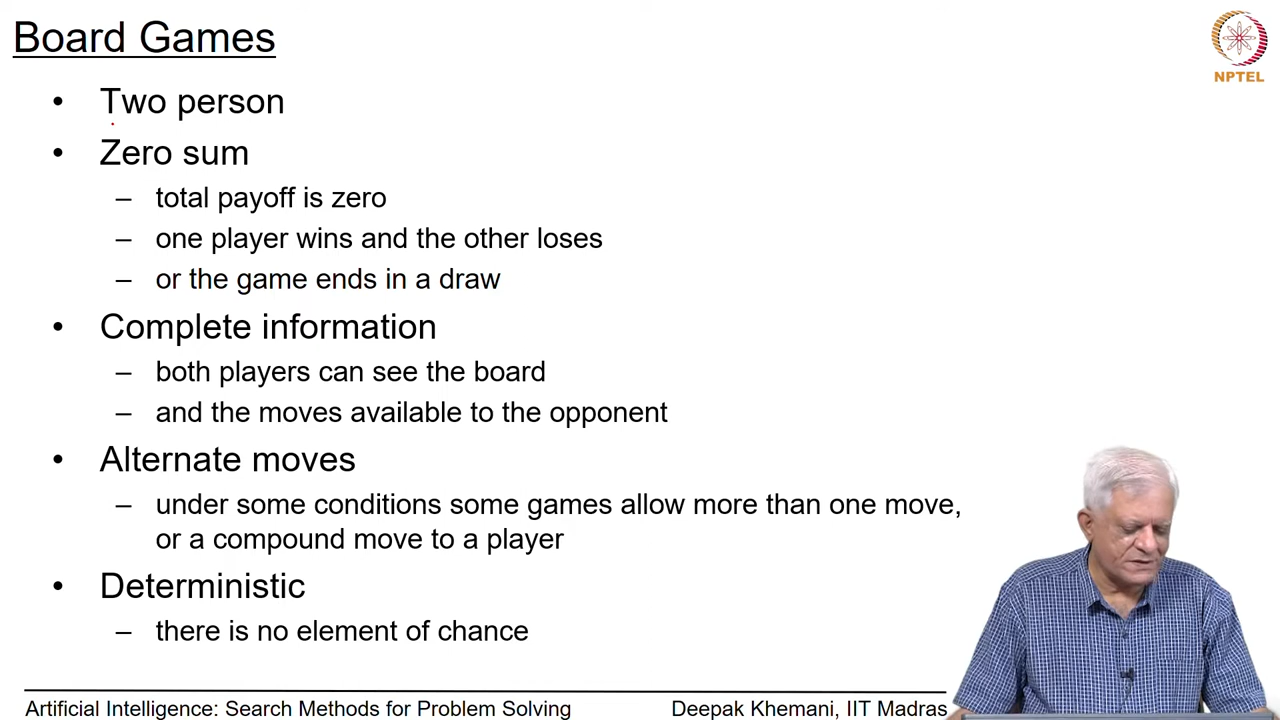 Board Games
NPTEL
• Two person
• Zero sum
– total payoff is zero
– one player wins and the other loses
– or the game ends in a draw
• Complete information
– both players can see the board
– and the moves available to the opponent
• Alternate moves
– under some conditions some games allow more than one move,
or a compound move to a player
• Deterministic
– there is no element of chance
Artificial Intelligence: Search Methods for Problem Solving
Deepak Khemani, IIT Madras